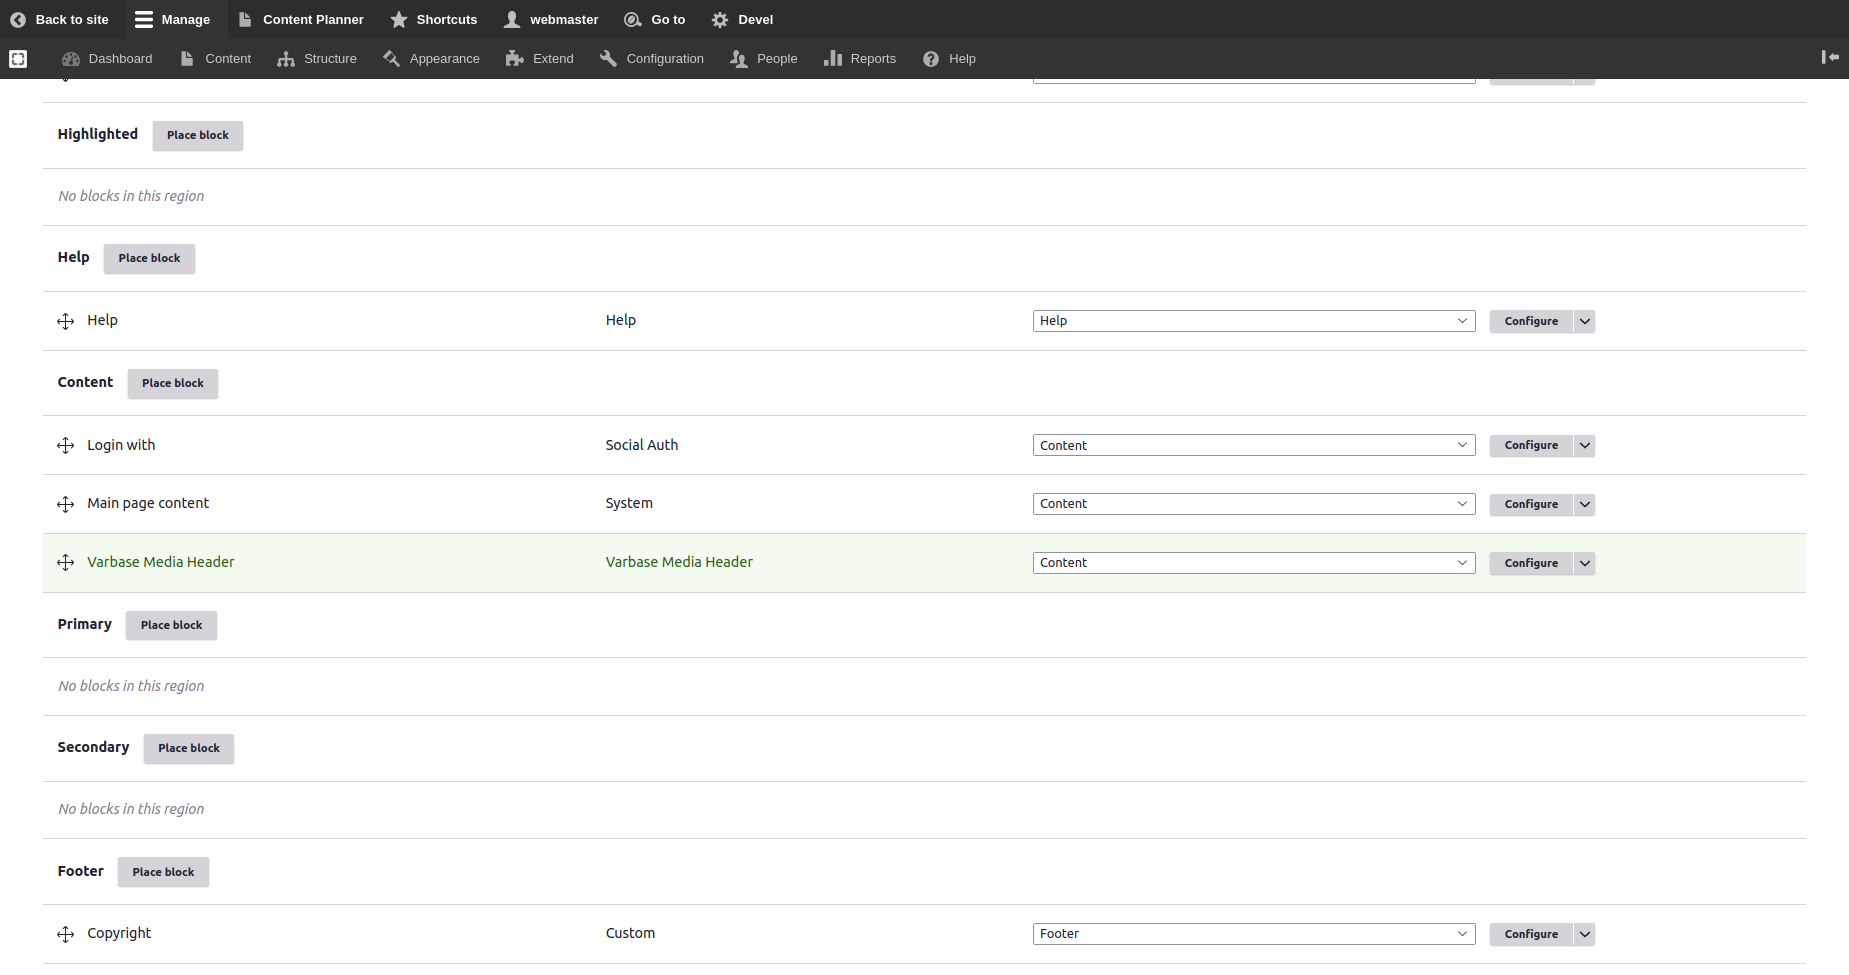 Back to site Manage Content Planner Shortcuts webmaster Go to Devel
Dashboard Content Structure Appearance Extend Configuration People Reports Help
Highlighted Place block
No blocks in this region
Help Place block
Help Help Help Configure
Content Place block
Login with Social Auth Content Configure
Main page content System Content Configure
Varbase Media Header Varbase Media Header Content Configure
Primary Place block
No blocks in this region
Secondary Place block
No blocks in this region
Footer Place block
Copyright Custom Footer Configure